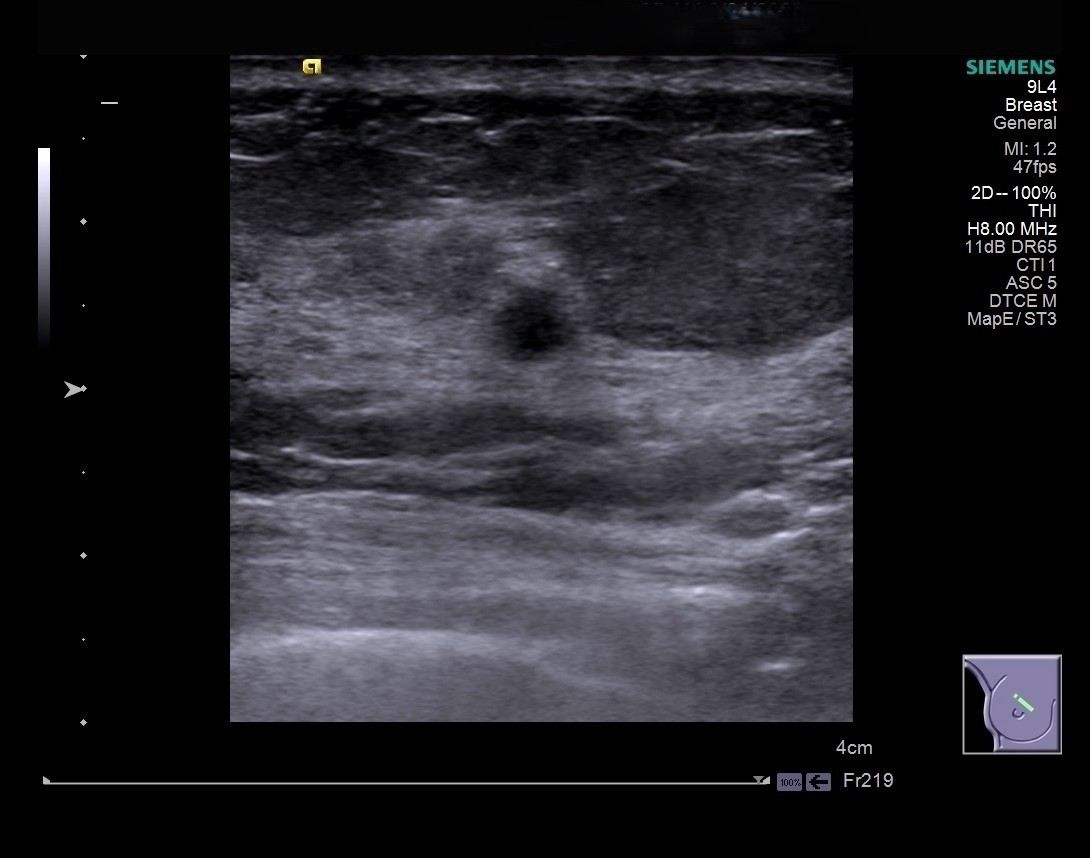 SIEMENS
9L4
Breast
General
MI: 1.2
47fps
2D--100%
THI
H8.00 MHz
11dB DR65
CTI 1
ASC 5
DTCE M
MapE / ST3
4cm
100%
Fr219